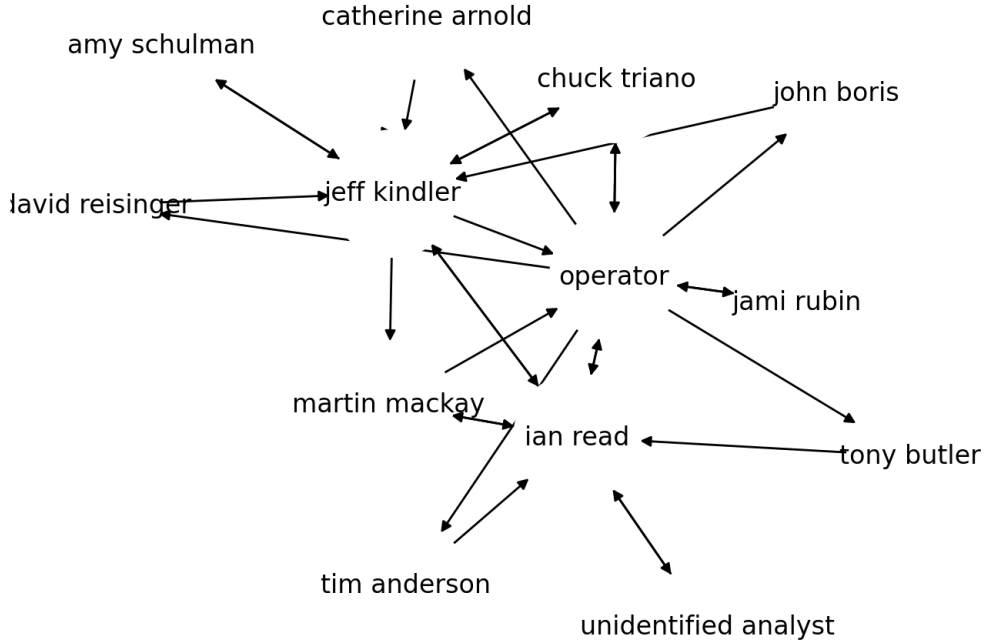 catherine arnold
amy schulman
chuck triano
john boris
jeff kindler
david reisinger
operator
jami rubin
martin mackay
ian read
tony butler
tim anderson
unidentified analyst